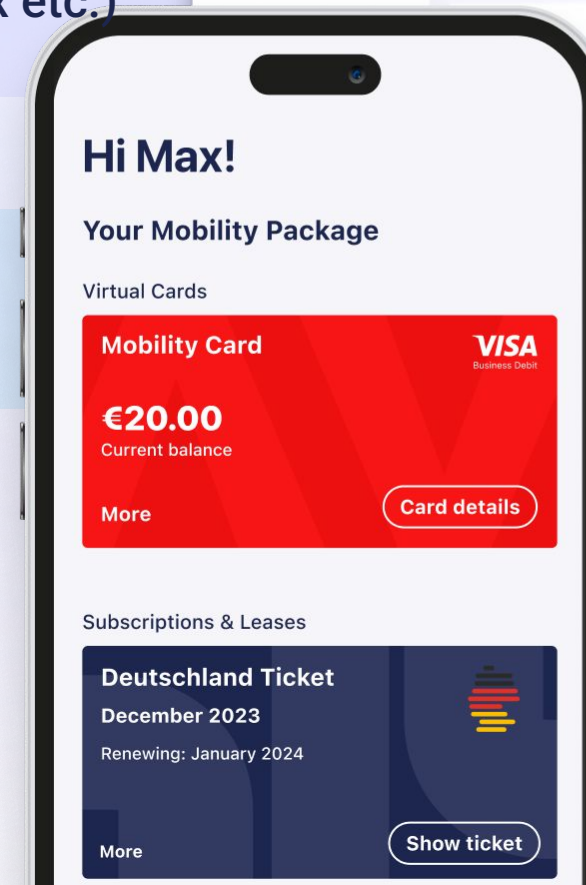 k etc.)
Hi Max!
Your Mobility Package
Virtual Cards
Mobility Card
VISA
Business Debit
€20.00
Current balance
More
Card details
Subscriptions & Leases
Deutschland Ticket
December 2023
Renewing: January 2024
More
Show ticket